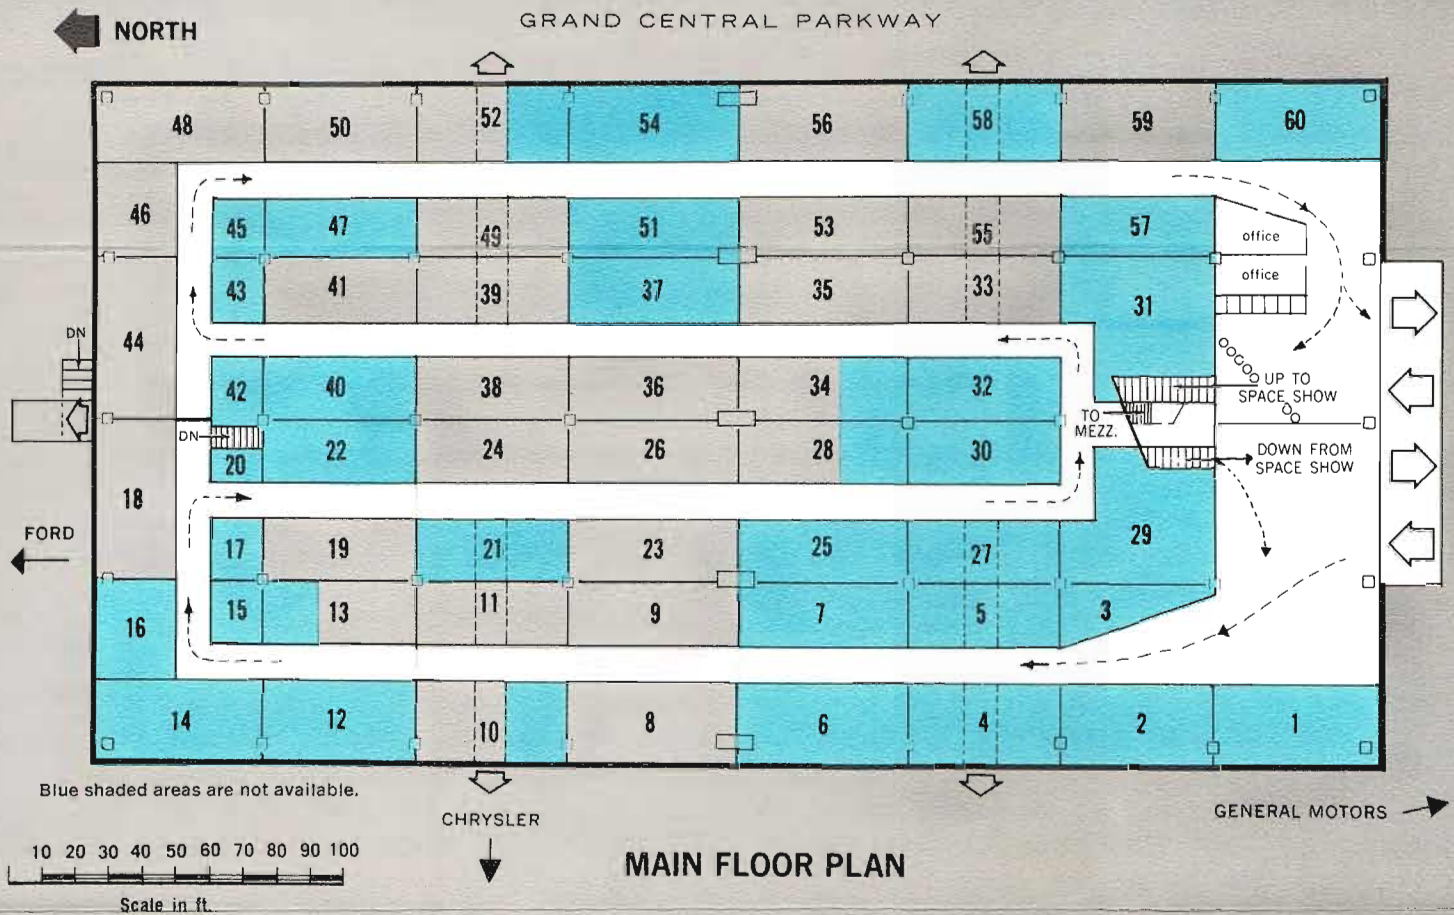 GRAND CENTRAL PARKWAY
NORTH
48 50 52 54 56 58 59 60
46 45 47 49 51 53 55 57 office
43 41 39 37 35 33 31 office
44 DN
42 40 38 36 34 32 UP TO
SPACE SHOW
TO
MEZZ.
DN
20 22 24 26 28 30 DOWN FROM
SPACE SHOW
18
FORD
17 19 21 23 25 27 29
16 15 13 11 9 7 5 3
14 12 10 8 6 4 2 1
Blue shaded areas are not available.
CHRYSLER
GENERAL MOTORS
10 20 30 40 50 60 70 80 90 100
Scale in ft.
MAIN FLOOR PLAN